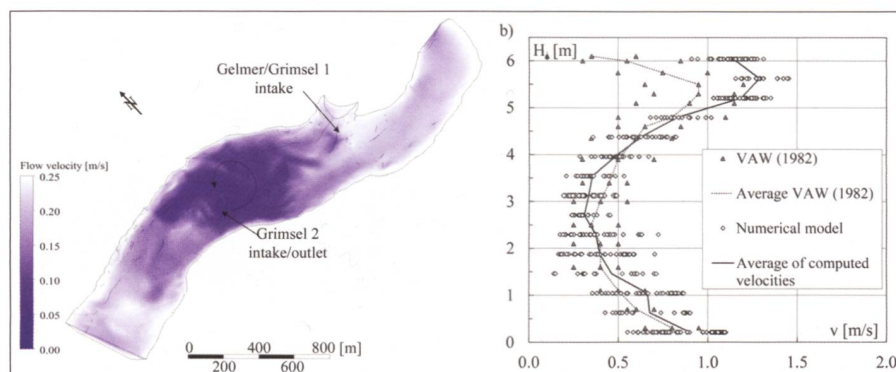 Gelmer/Grimsel 1
intake
N
Flow velocity [m/s]
0.25
0.20
0.15
0.10
0.05
0.00
Grimsel 2
intake/outlet
0 400 800 [m]
200 600
b)
H [m]
6
5
4
3
2
1
0
VAW (1982)
Average VAW (1982)
Numerical model
Average of computed
velocities
v [m/s]
0.0 0.5 1.0 1.5 2.0